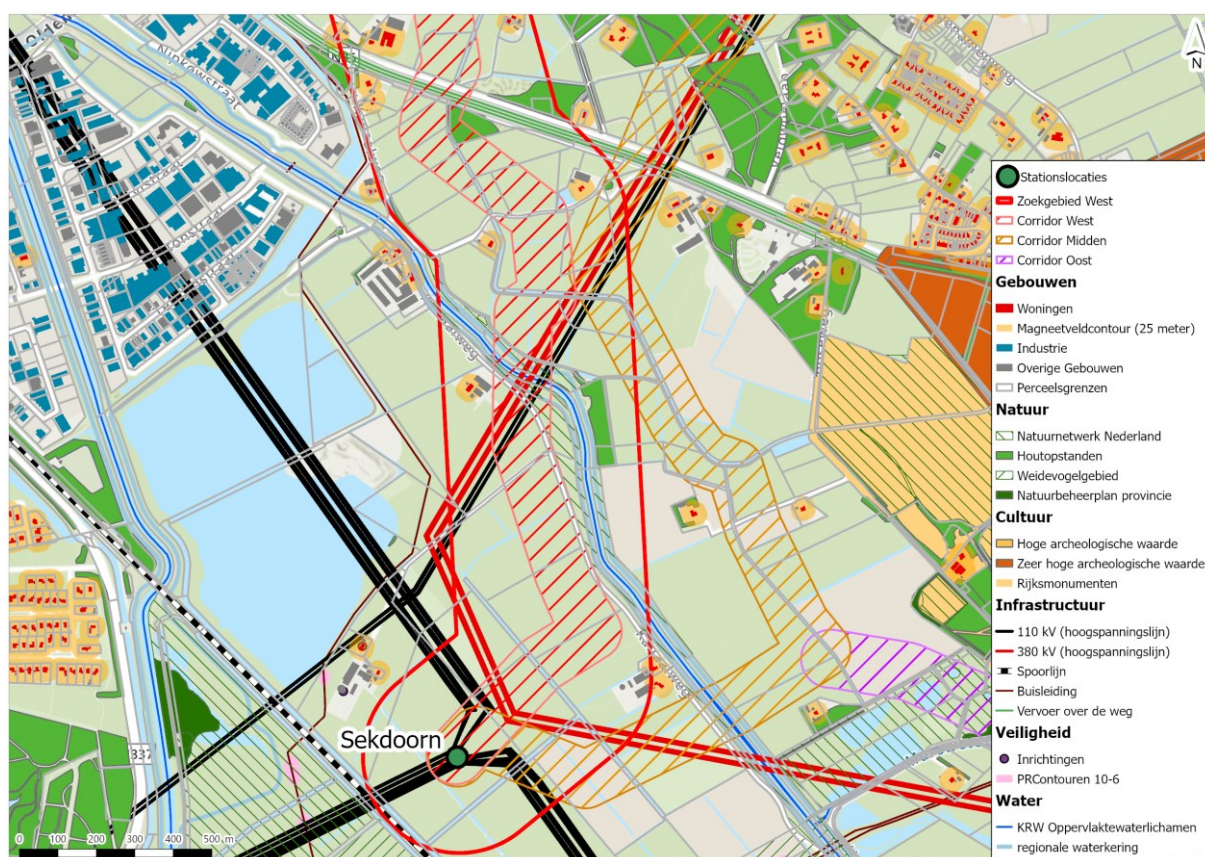 Nipkowstraat
N
Stationslocaties
Zoekgebied West
Corridor West
Corridor Midden
Corridor Oost
Gebouwen
Woningen
Magneetveldcontour (25 meter)
Industrie
Overige Gebouwen
Perceelsgrenzen
Natuur
Natuurnetwerk Nederland
Houtopstanden
Weidevogelgebied
Natuurbeheerplan provincie
Cultuur
Hoge archeologische waarde
Zeer hoge archeologische waarde
Rijksmonumenten
Infrastructuur
110 kV (hoogspanningslijn)
380 kV (hoogspanningslijn)
Spoorlijn
Buisleiding
Vervoer over de weg
Veiligheid
Inrichtingen
PRContouren 10-6
Water
KRW Oppervlaktewaterlichamen
regionale waterkering
Sekdoorn
337
0 100 200 300 400 500 m